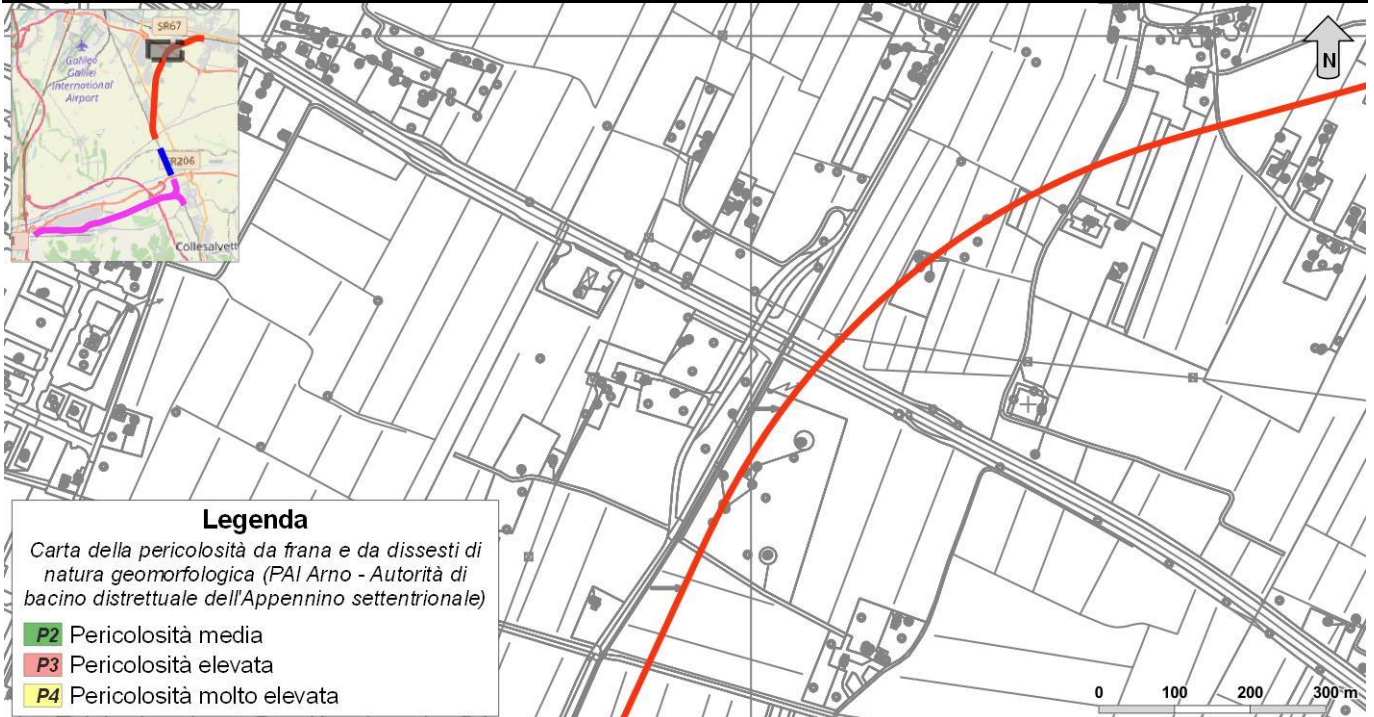 SR67
Galileo
Galilei
International
Airport
SR206
Collesalvett
N
Legenda
Carta della pericolosità da frana e da dissesti di
natura geomorfologica (PAI Arno - Autorità di
bacino distrettuale dell'Appennino settentrionale)
P2 Pericolosità media
P3 Pericolosità elevata
P4 Pericolosità molto elevata
0 100 200 300 m